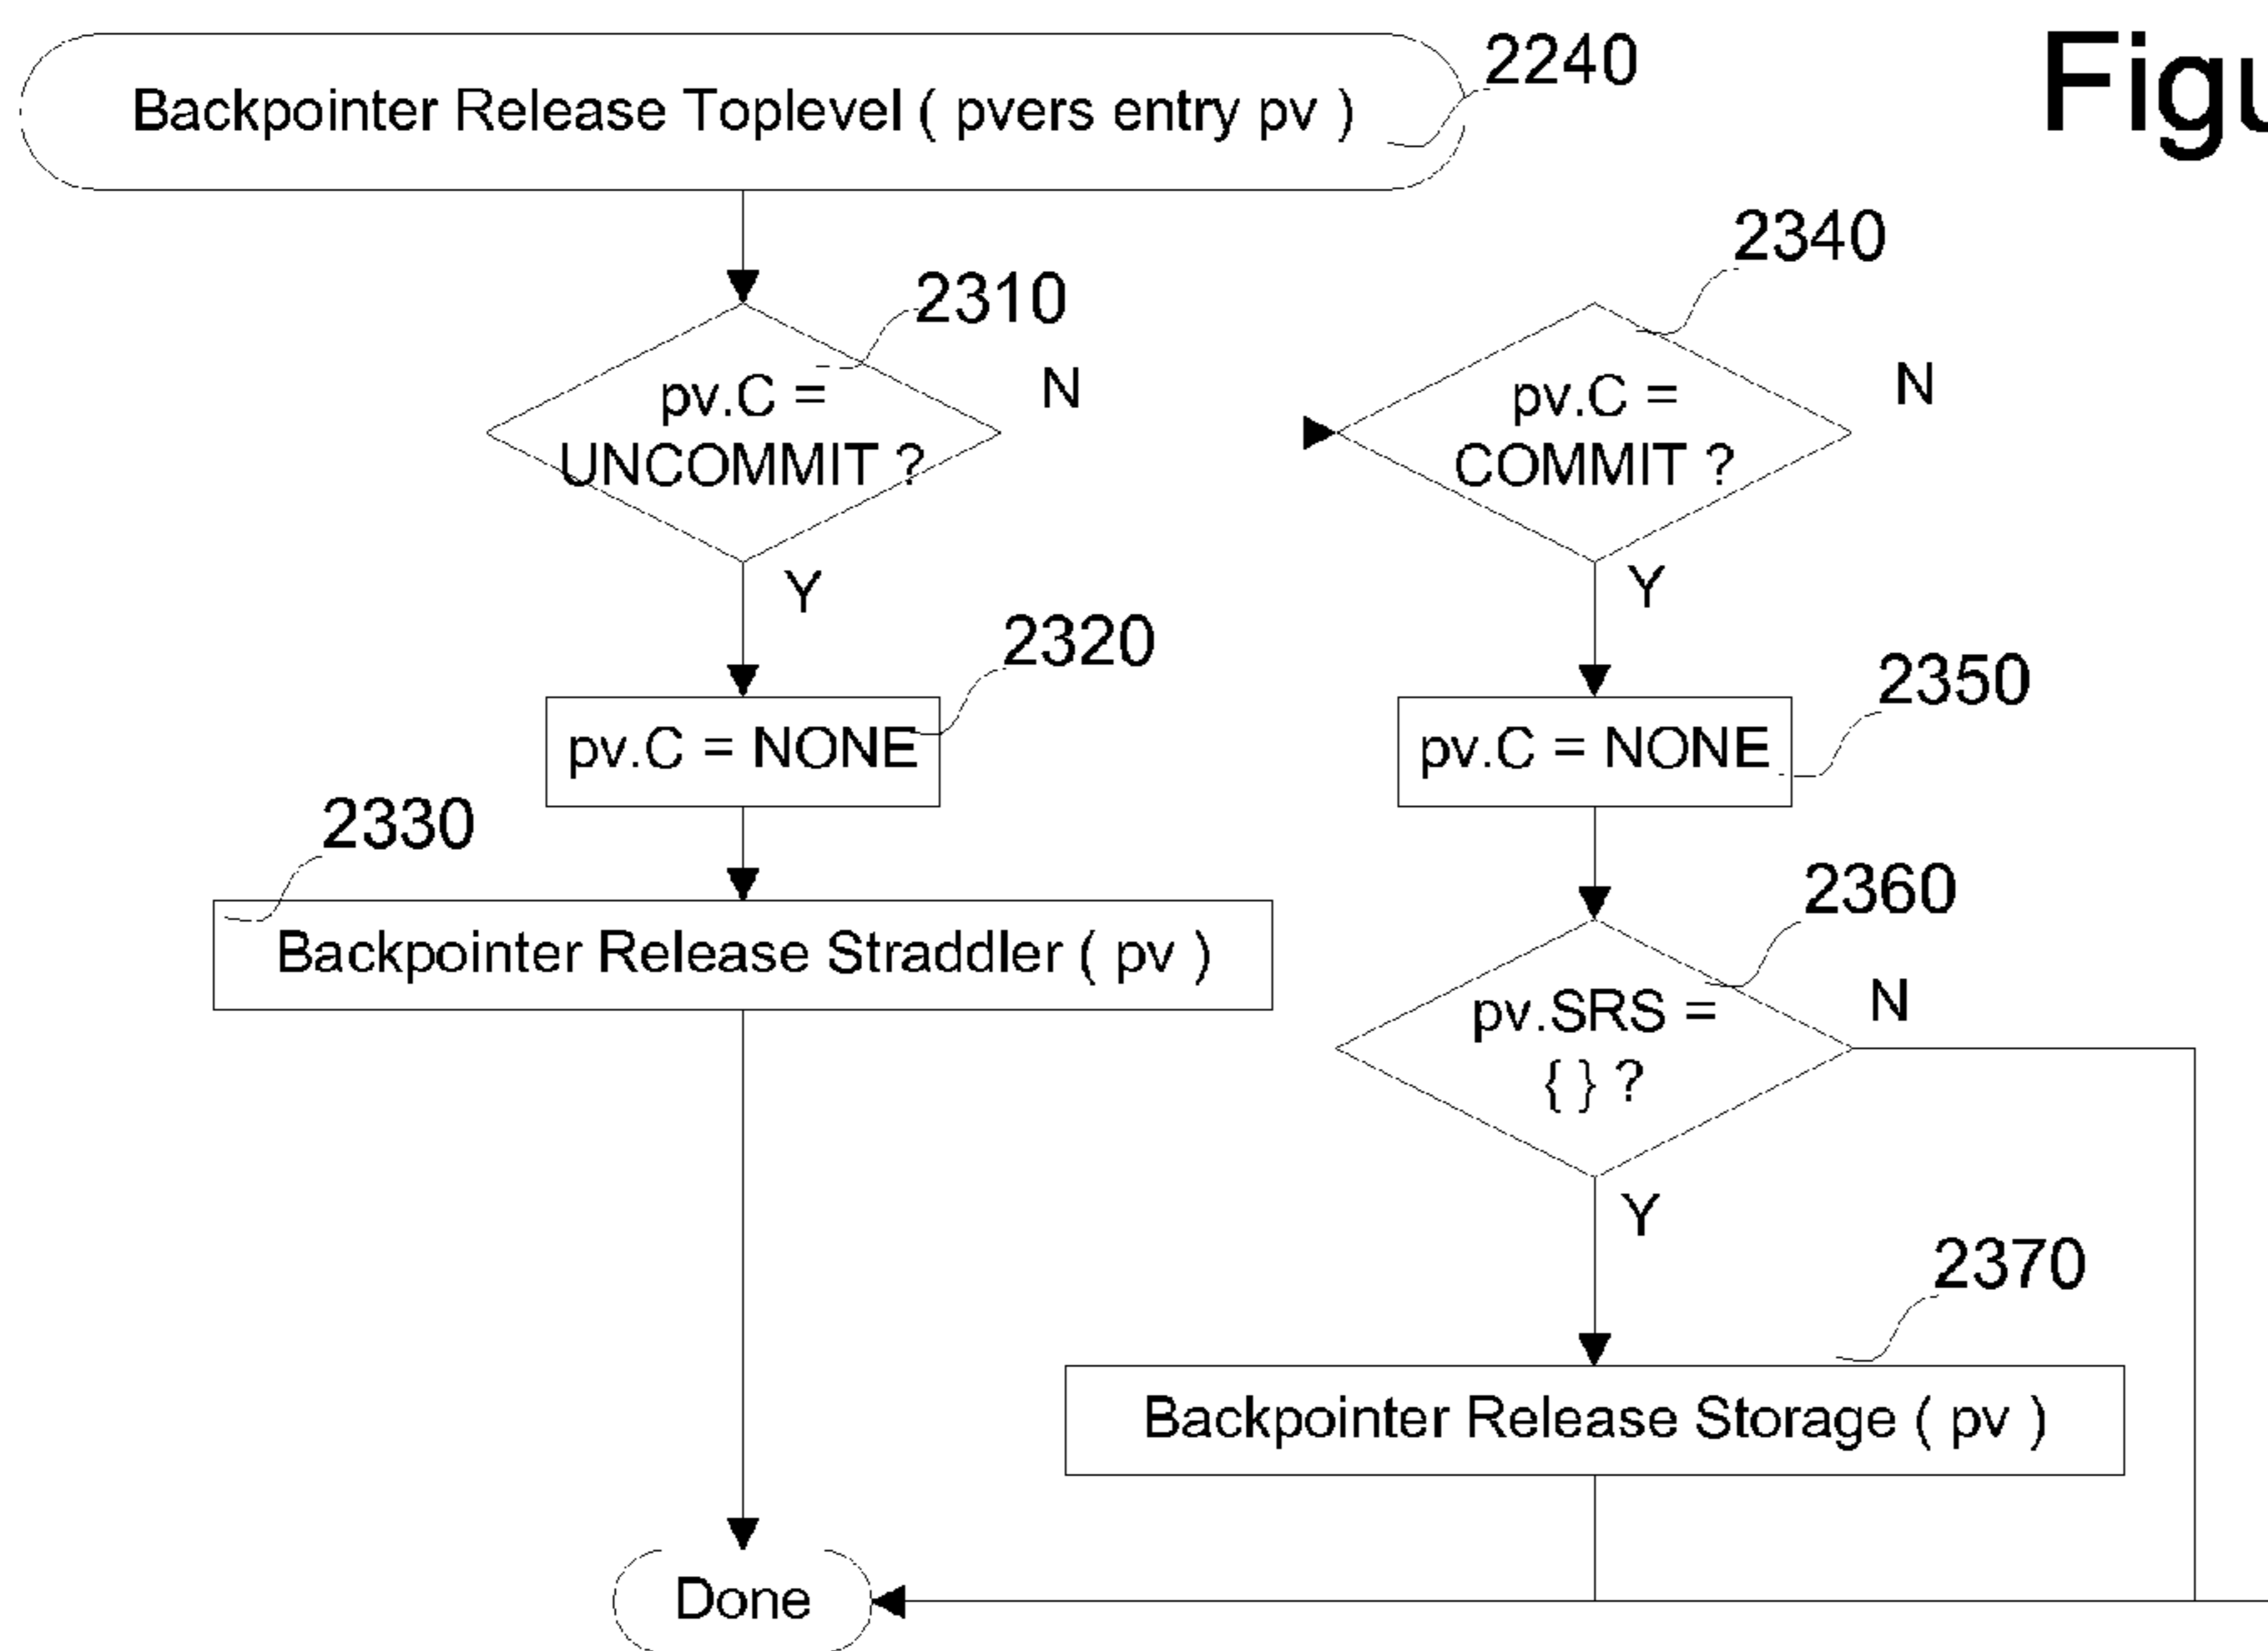 Backpointer Release Toplevel ( pvers entry pv )
2240
Figu
2310
pv.C =
UNCOMMIT ?
N
Y
2320
pv.C = NONE
2330
Backpointer Release Straddler ( pv )
2340
pv.C =
COMMIT ?
N
Y
2350
pv.C = NONE
2360
pv.SRS =
{ } ?
N
Y
2370
Backpointer Release Storage ( pv )
Done